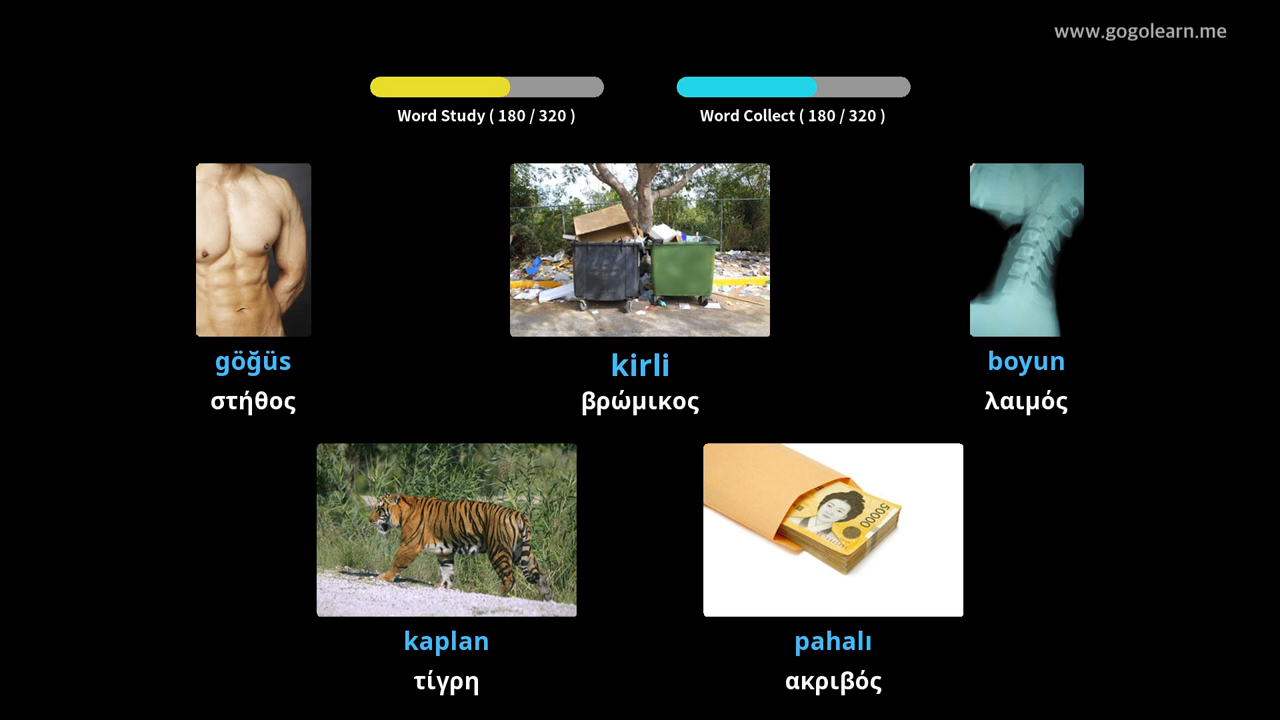 www.gogolearn.me
Word Study ( 180 / 320 )
Word Collect ( 180 / 320 )
göğüs
στήθος
kirli
βρώμικος
boyun
λαιμός
kaplan
τίγρη
50000
pahalı
ακριβός